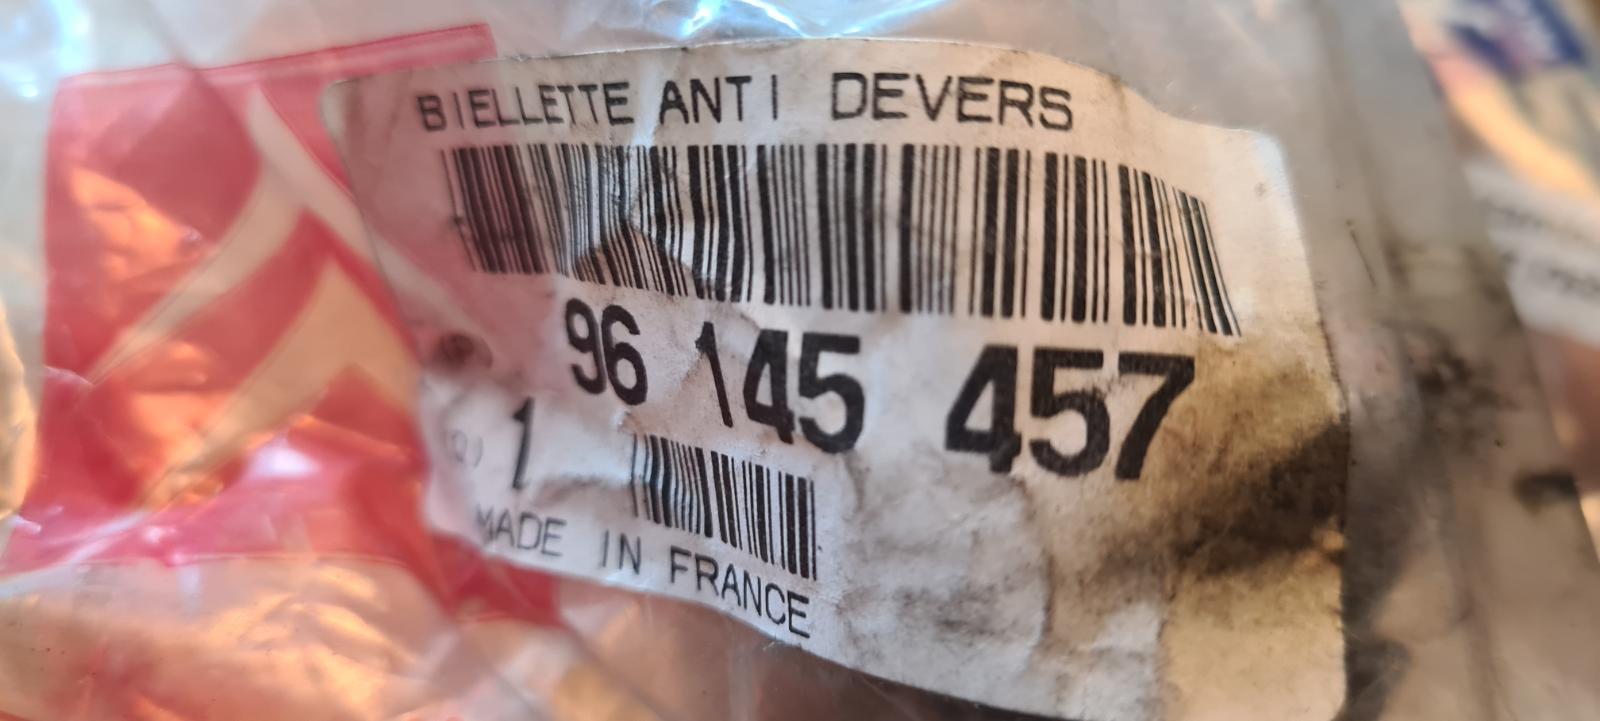 BIELLETTE ANTI DEVERS
96 145 457
(Q) 1
MADE IN FRANCE